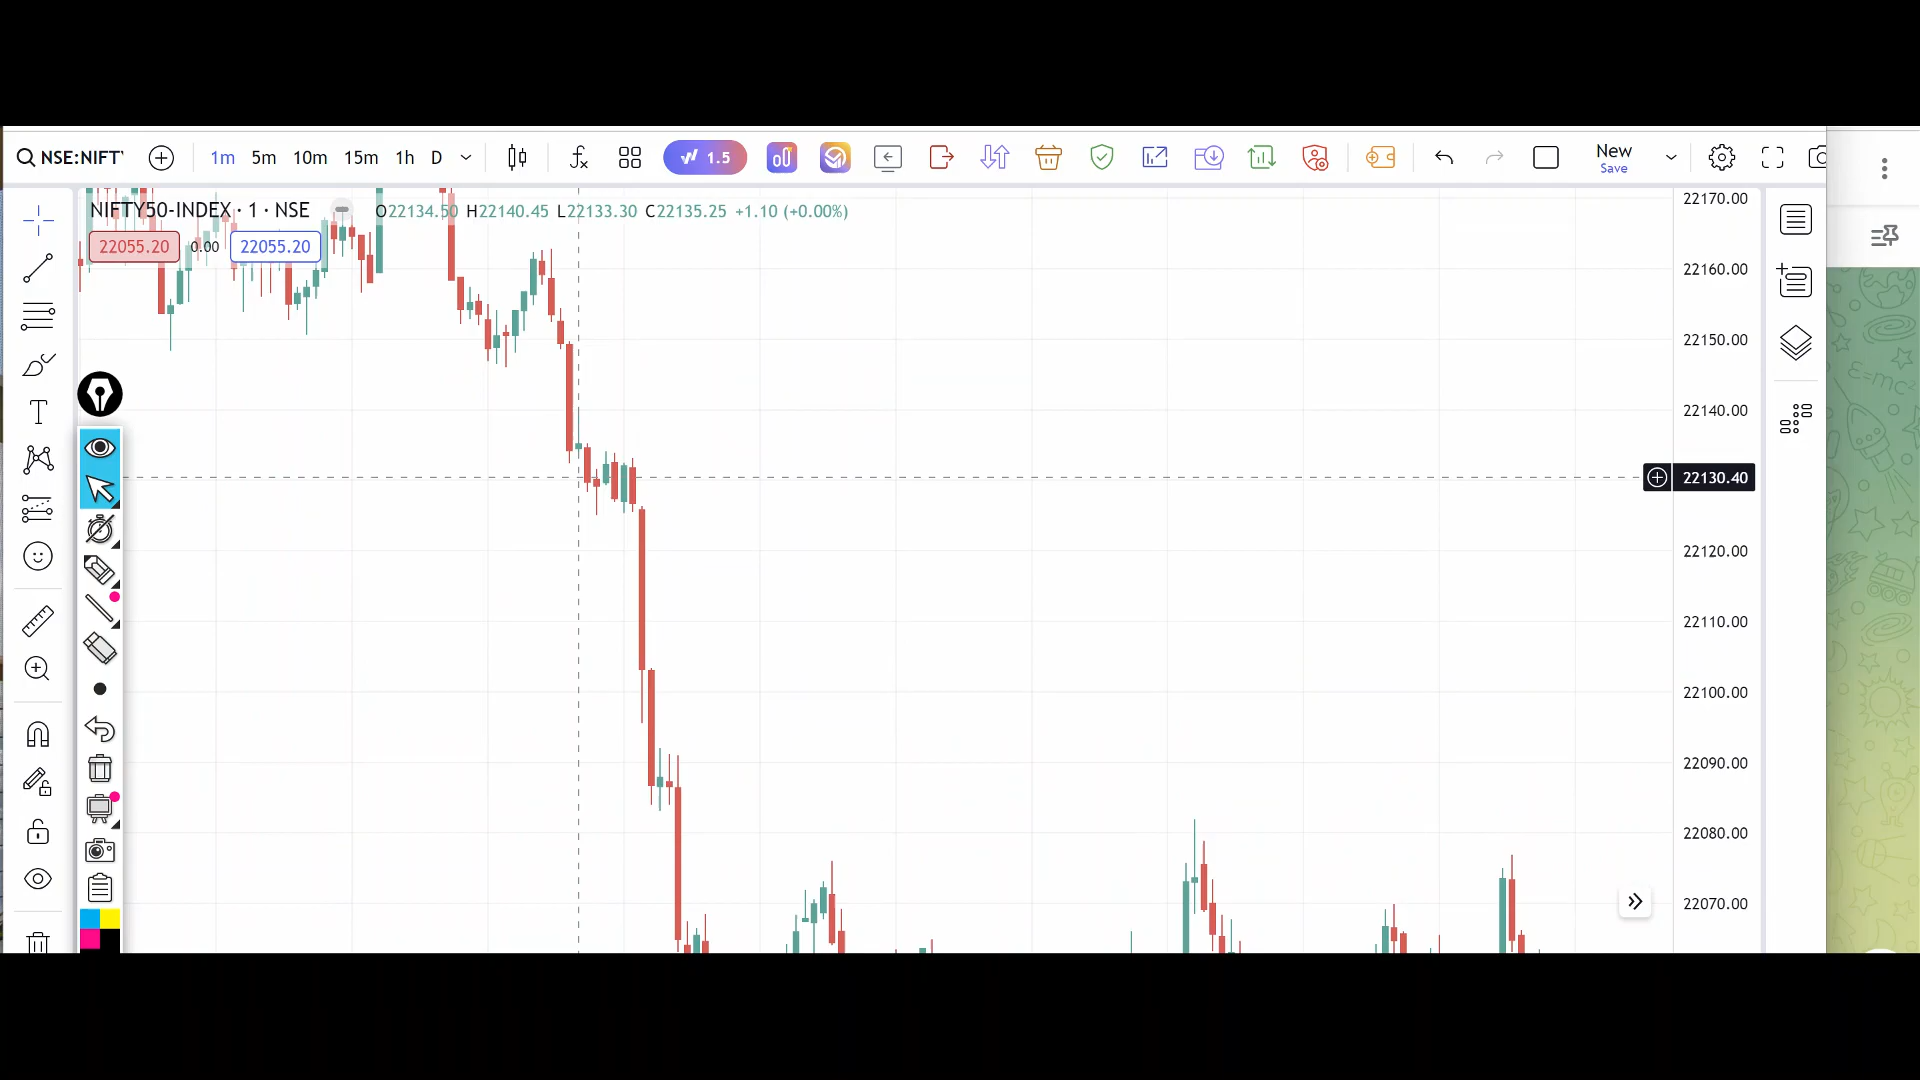 NSE:NIFTY 1m 5m 10m 15m 1h D 1.5 New
Save
NIFTY50-INDEX · 1 · NSE O22134.50 H22140.45 L22133.30 C22135.25 +1.10 (+0.00%)
22055.20 0.00 22055.20
22170.00
22160.00
22150.00
22140.00
22130.40
22120.00
22110.00
22100.00
22090.00
22080.00
22070.00
E=mc²